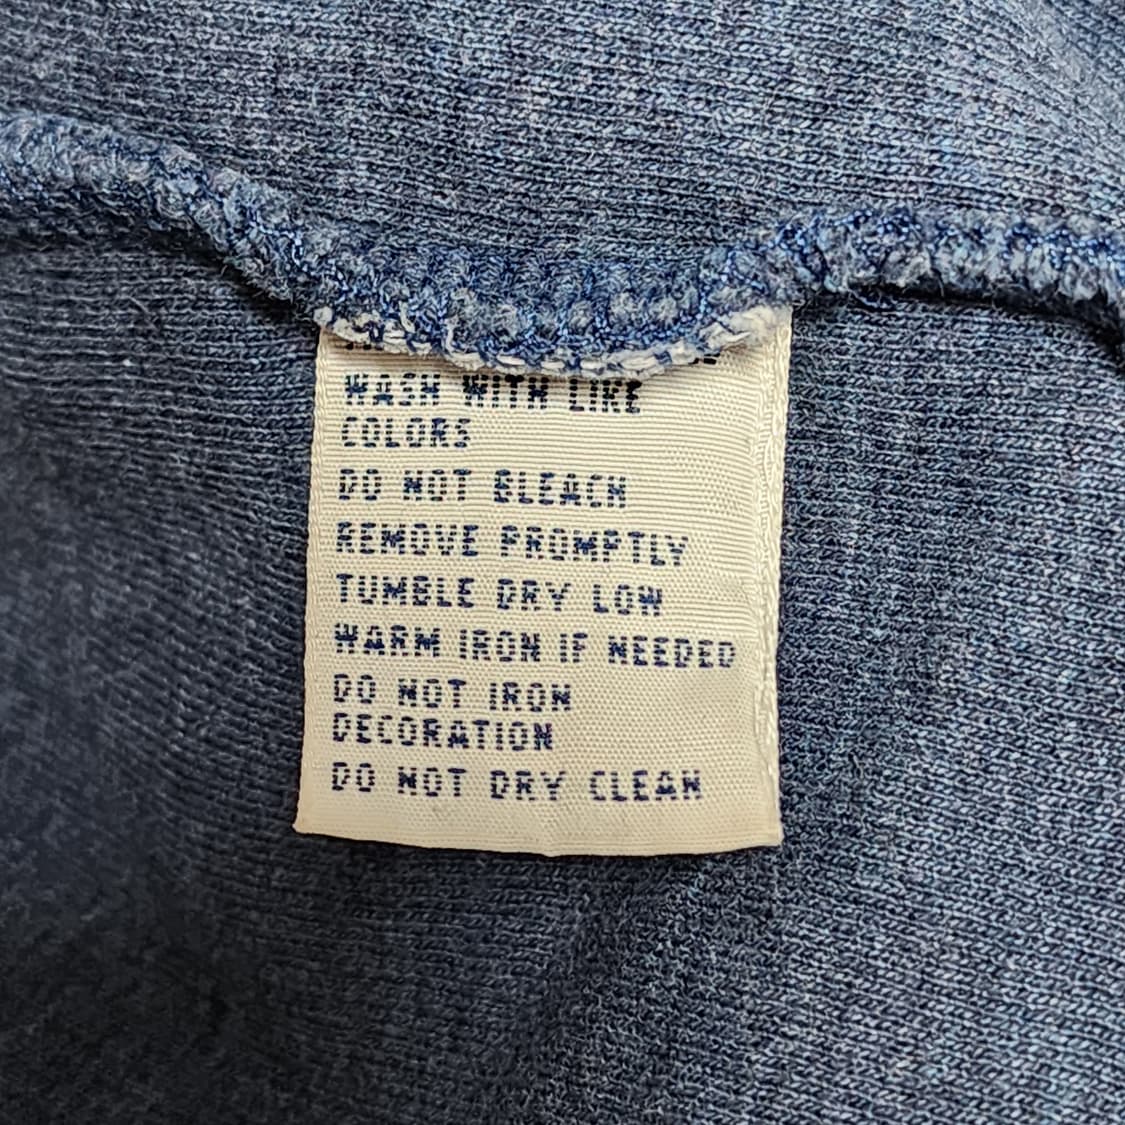 WASH WITH LIKE
COLORS
DO NOT BLEACH
REMOVE PROMPTLY
TUMBLE DRY LOW
WARM IRON IF NEEDED
DO NOT IRON
DECORATION
DO NOT DRY CLEAN